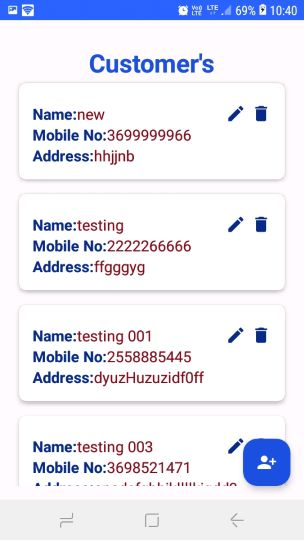 69% 10:40
Customer's
Name:new
Mobile No:3699999966
Address:hhjjnb
Name:testing
Mobile No:2222266666
Address:ffgggyg
Name:testing 001
Mobile No:2558885445
Address:dyuzHuzuzidf0ff
Name:testing 003
Mobile No:3698521471